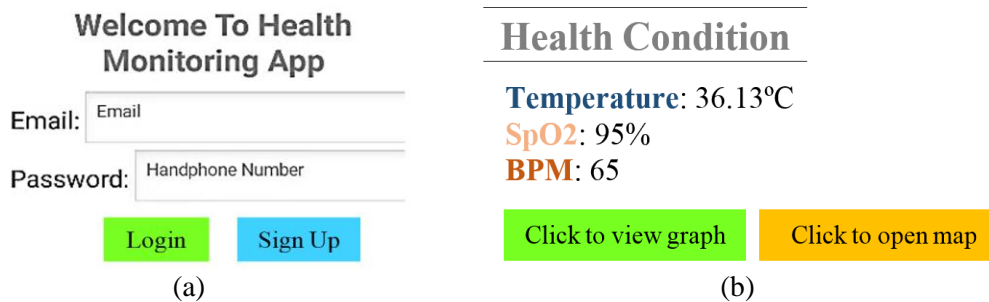 Welcome To Health
Monitoring App
Email: Email
Password: Handphone Number
Login Sign Up
(a)
Health Condition
Temperature: 36.13ºC
SpO2: 95%
BPM: 65
Click to view graph Click to open map
(b)